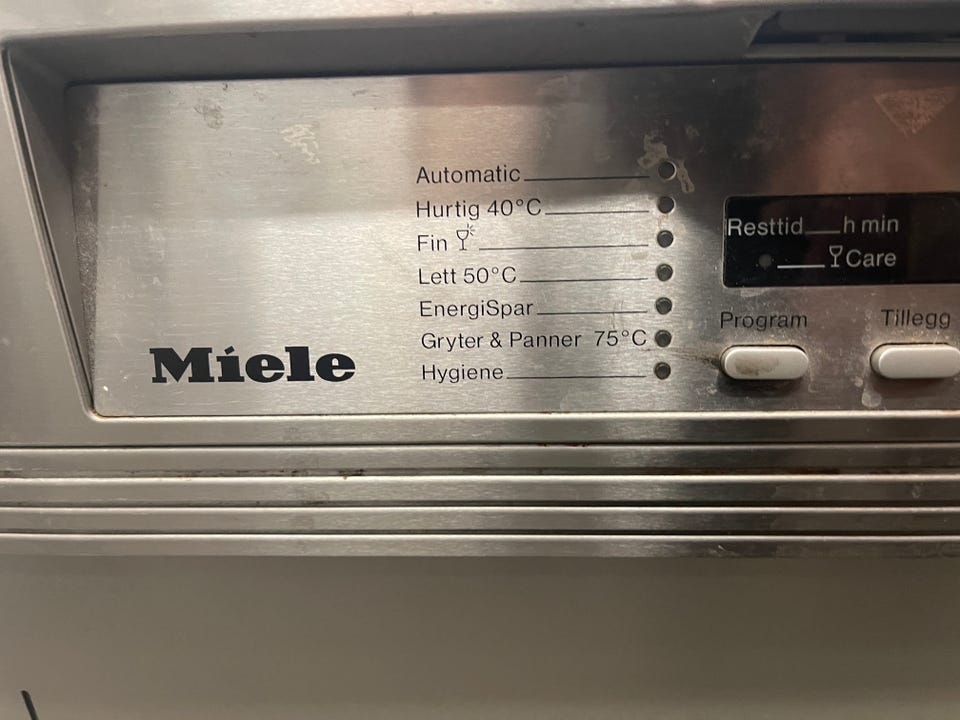 Automatic
Hurtig 40°C
Fin
Lett 50°C
EnergiSpar
Gryter & Panner 75°C
Hygiene
Miele
Resttid h min
Care
Program Tillegg